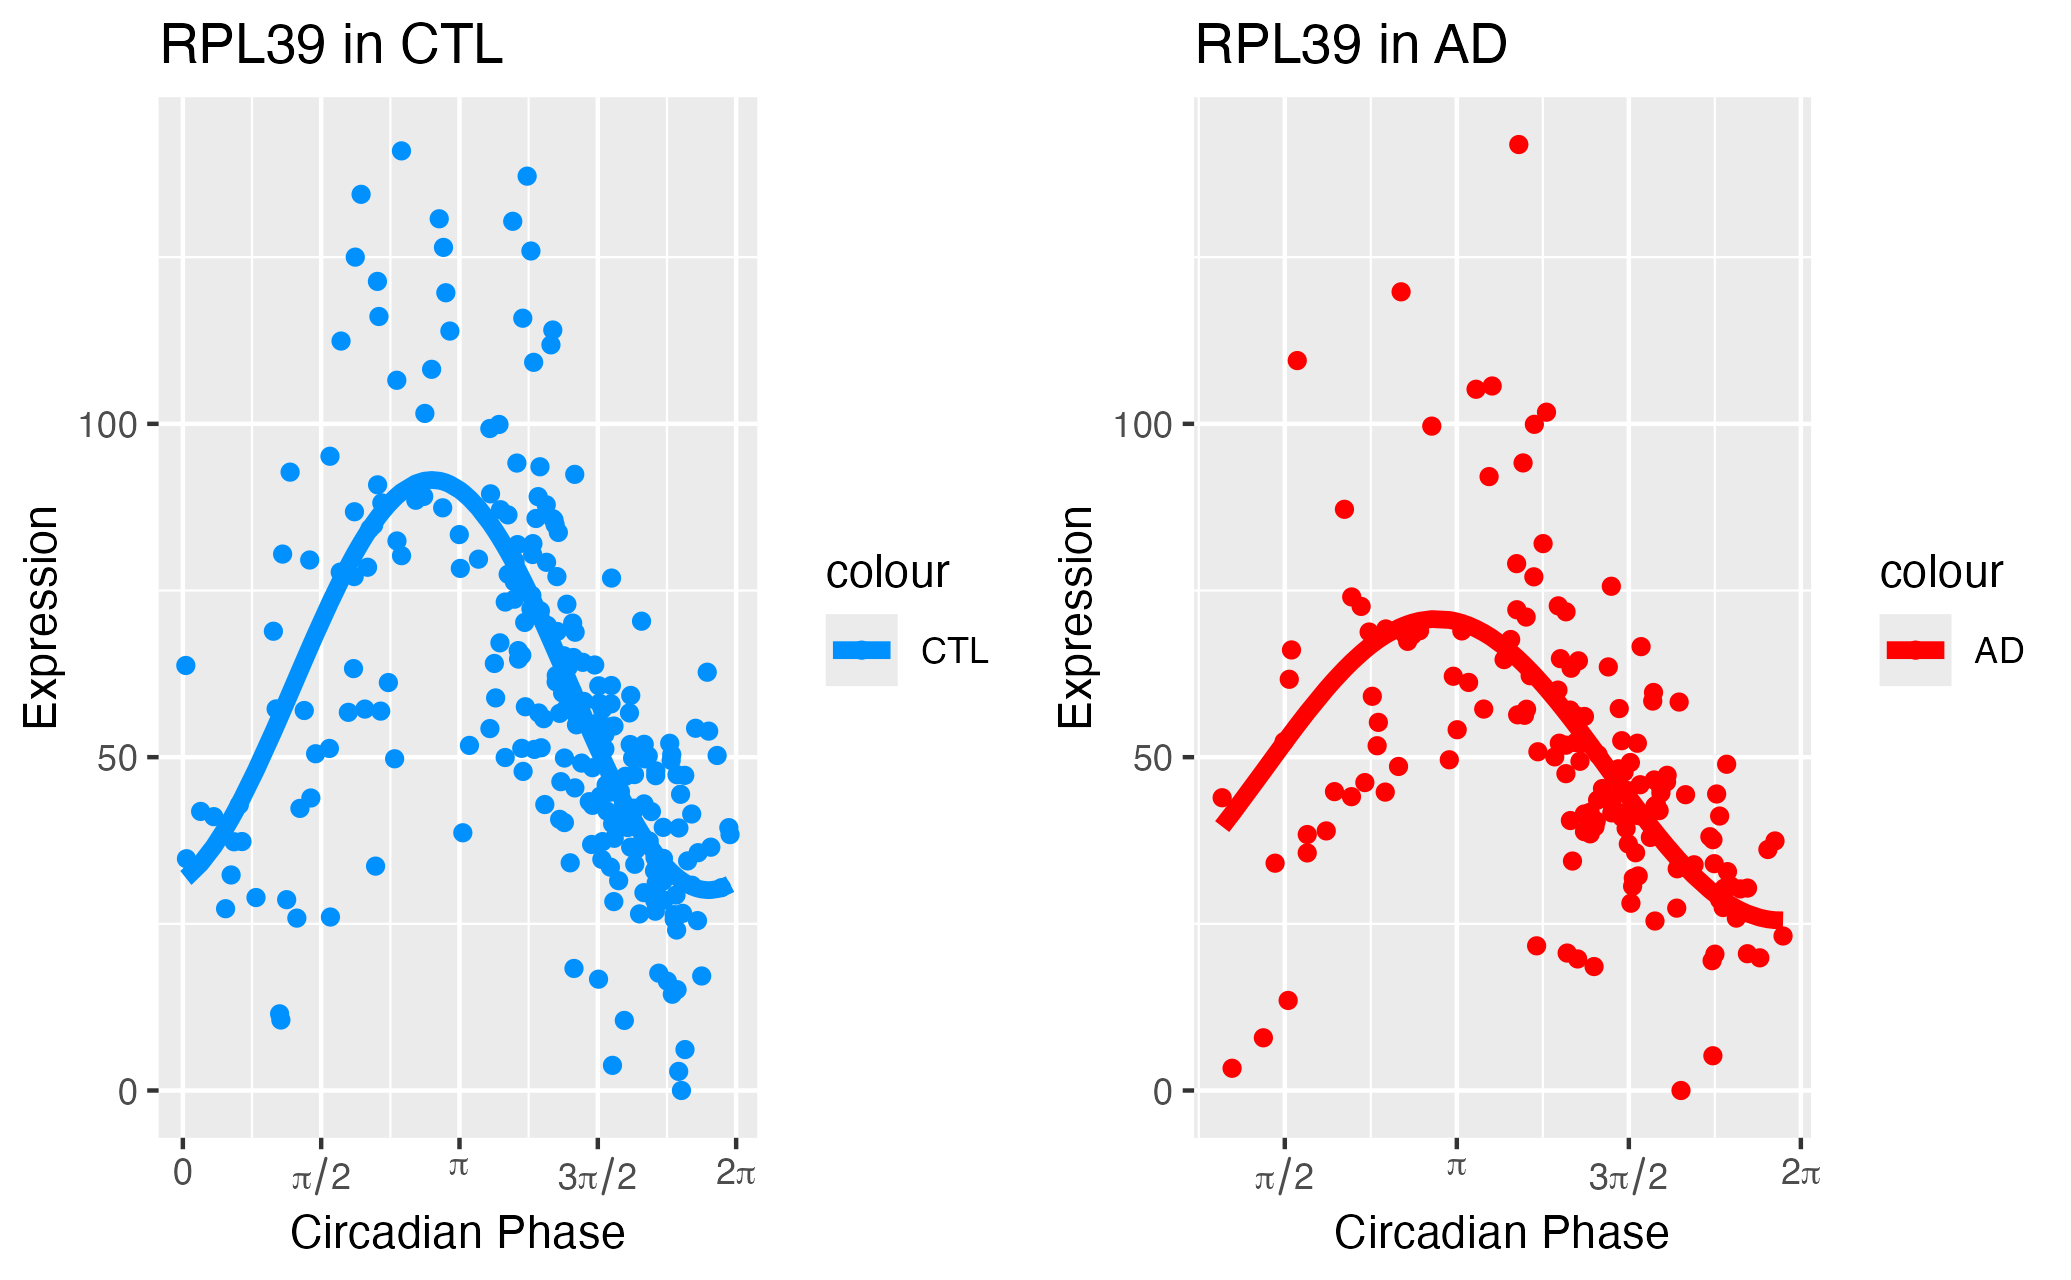 RPL39 in CTL
Expression
100
50
0
0
π/2
π
3π/2
2π
Circadian Phase
colour
CTL
RPL39 in AD
Expression
100
50
0
π/2
π
3π/2
2π
Circadian Phase
colour
AD